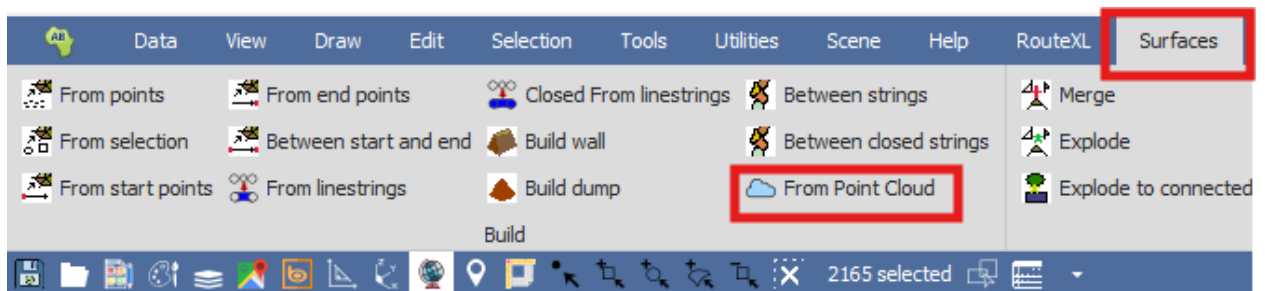 AB Data View Draw Edit Selection Tools Utilities Scene Help RouteXL Surfaces
From points From end points Closed From linestrings Between strings Merge
From selection Between start and end Build wall Between closed strings Explode
From start points From linestrings Build dump From Point Cloud Explode to connected
Build
2165 selected